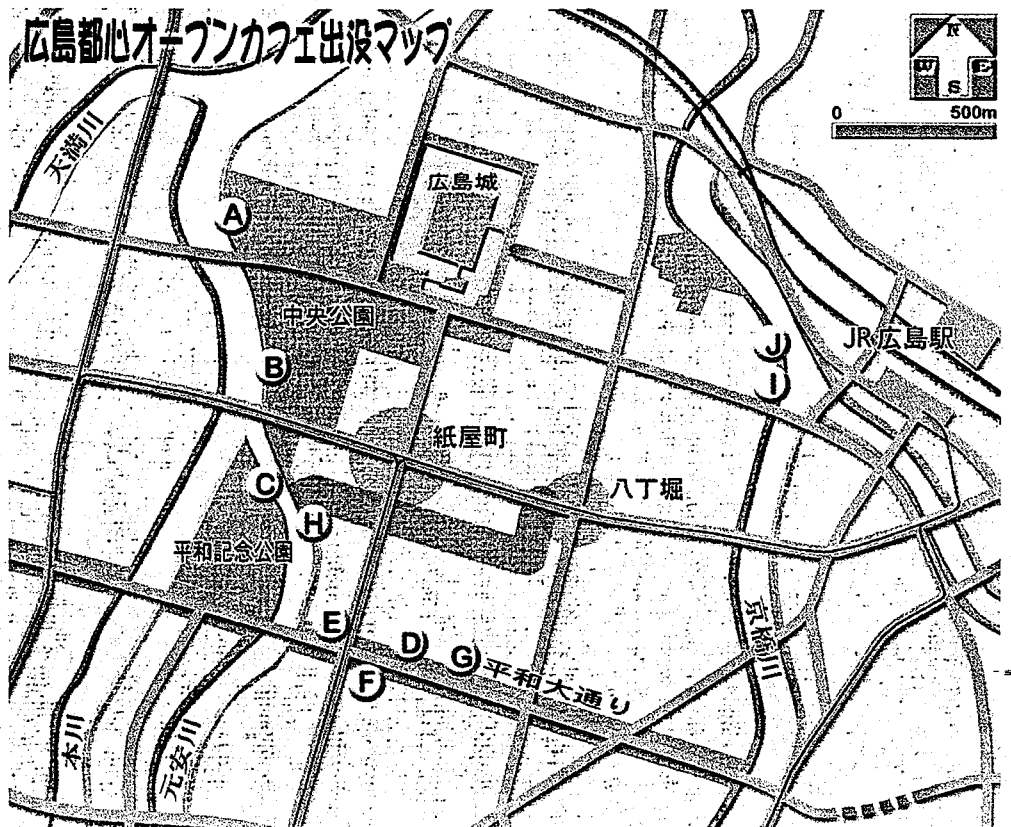 広島都心オープンカフェ出没マップ
N
W E
S
0 500m
天満川
広島城
A
中央公園
J
JR広島駅
B
I
紙屋町
C
八丁堀
H
平和記念公園
E
D
G
平和大通り
F
京橋川
本川
元安川